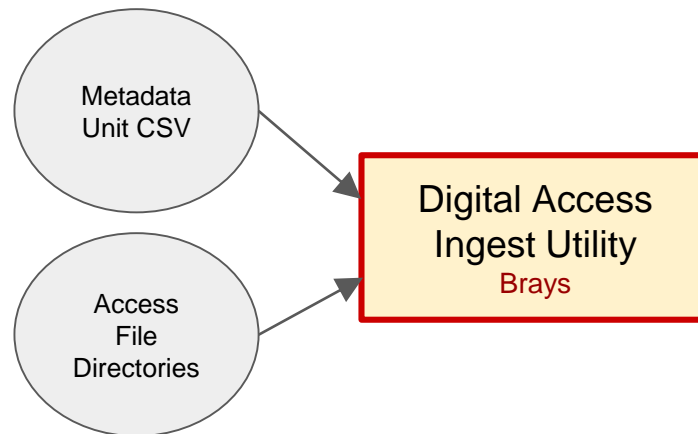 Metadata
Unit CSV
Digital Access
Ingest Utility
Brays
Access
File
Directories